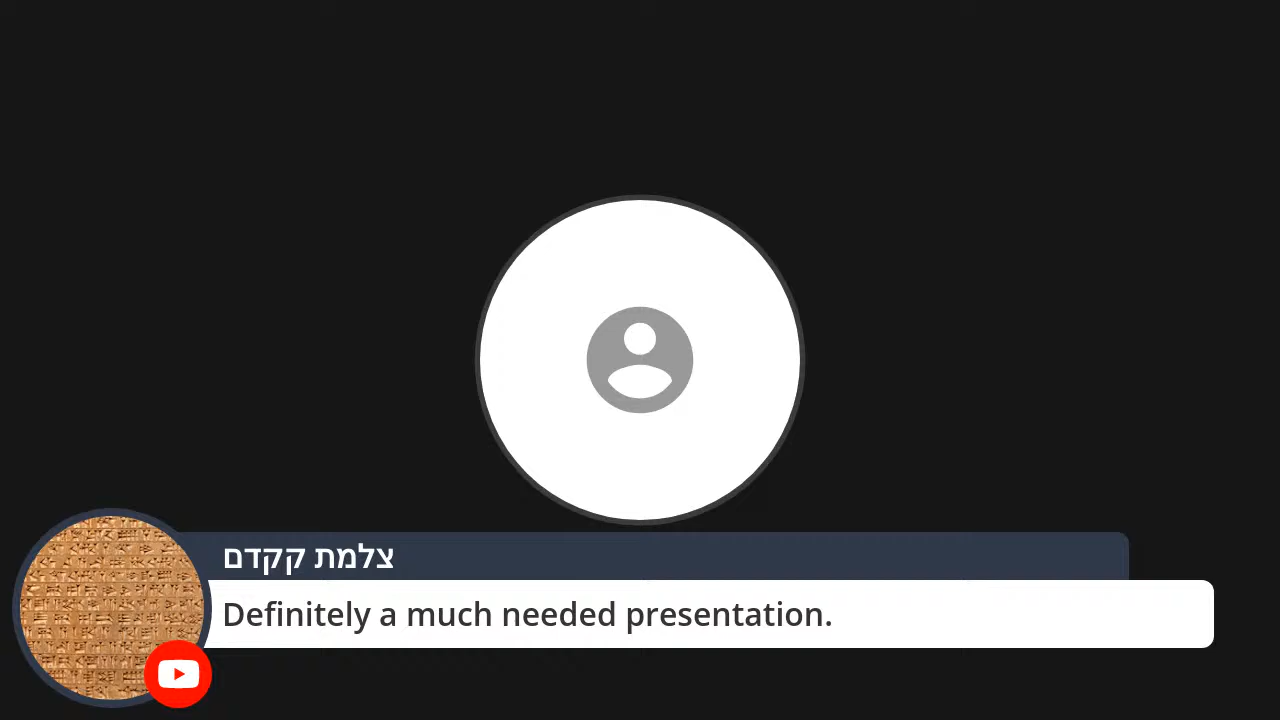 צלמת קקדם
Definitely a much needed presentation.